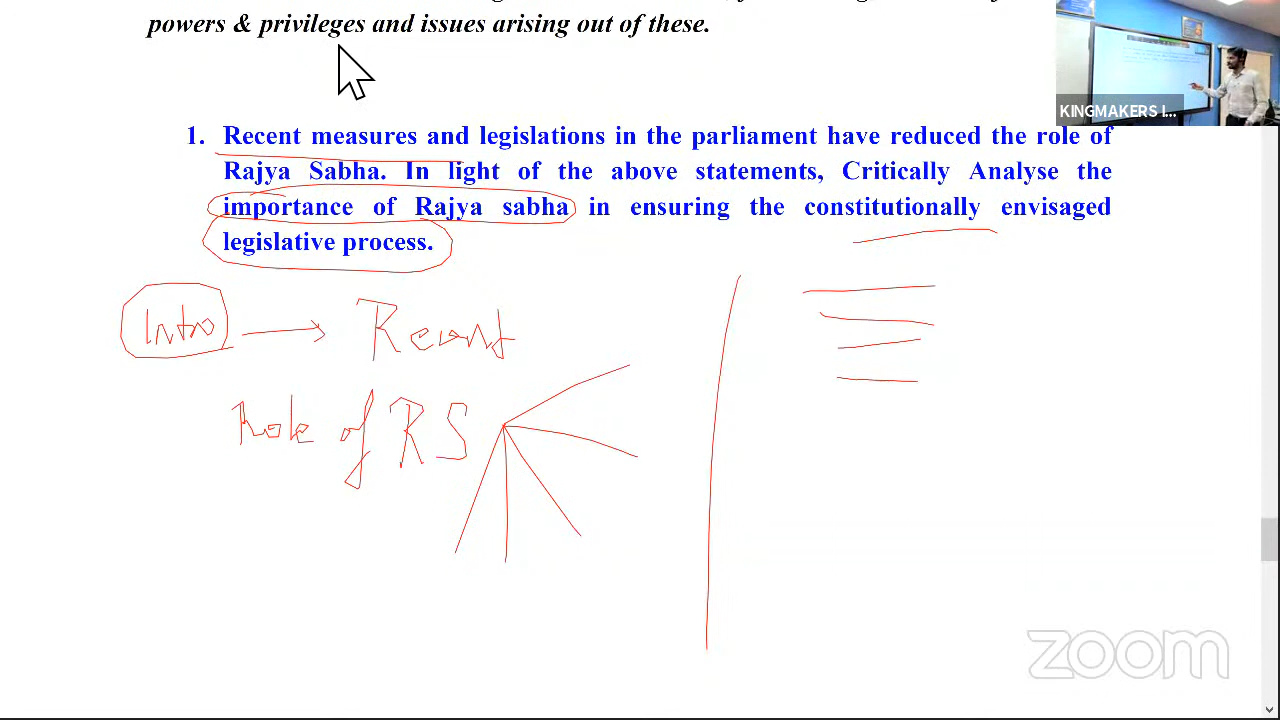 powers & privileges and issues arising out of these.
KINGMAKERS I...
1. Recent measures and legislations in the parliament have reduced the role of
Rajya Sabha. In light of the above statements, Critically Analyse the
importance of Rajya sabha in ensuring the constitutionally envisaged
legislative process.
Intro → Recent
Role of RS
zoom